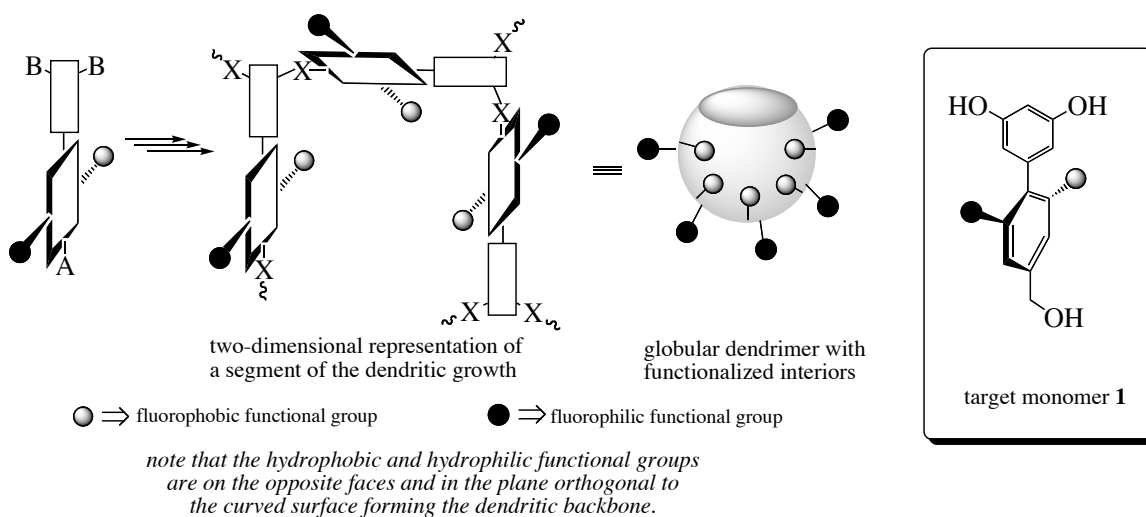 B B
A
X X X
X
X
X X
HO OH
OH
two-dimensional representation of
a segment of the dendritic growth
globular dendrimer with
functionalized interiors
target monomer 1
fluorophobic functional group
fluorophilic functional group
note that the hydrophobic and hydrophilic functional groups
are on the opposite faces and in the plane orthogonal to
the curved surface forming the dendritic backbone.